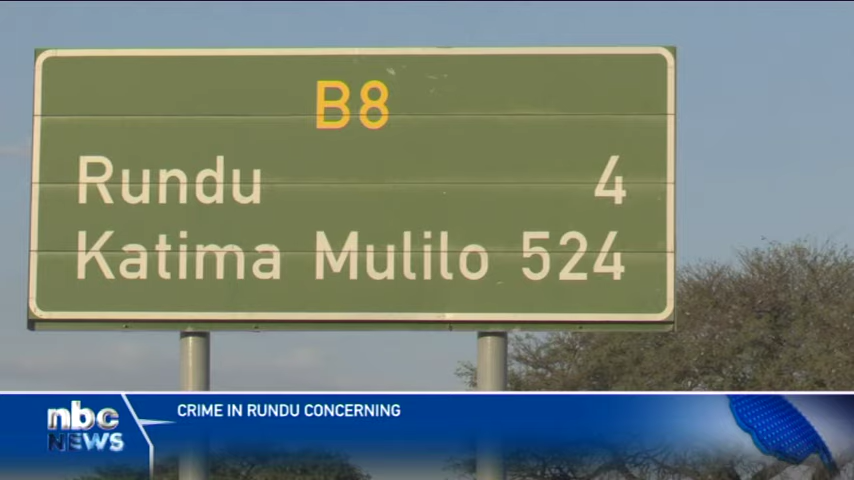 B8
Rundu 4
Katima Mulilo 524
nbc NEWS
CRIME IN RUNDU CONCERNING